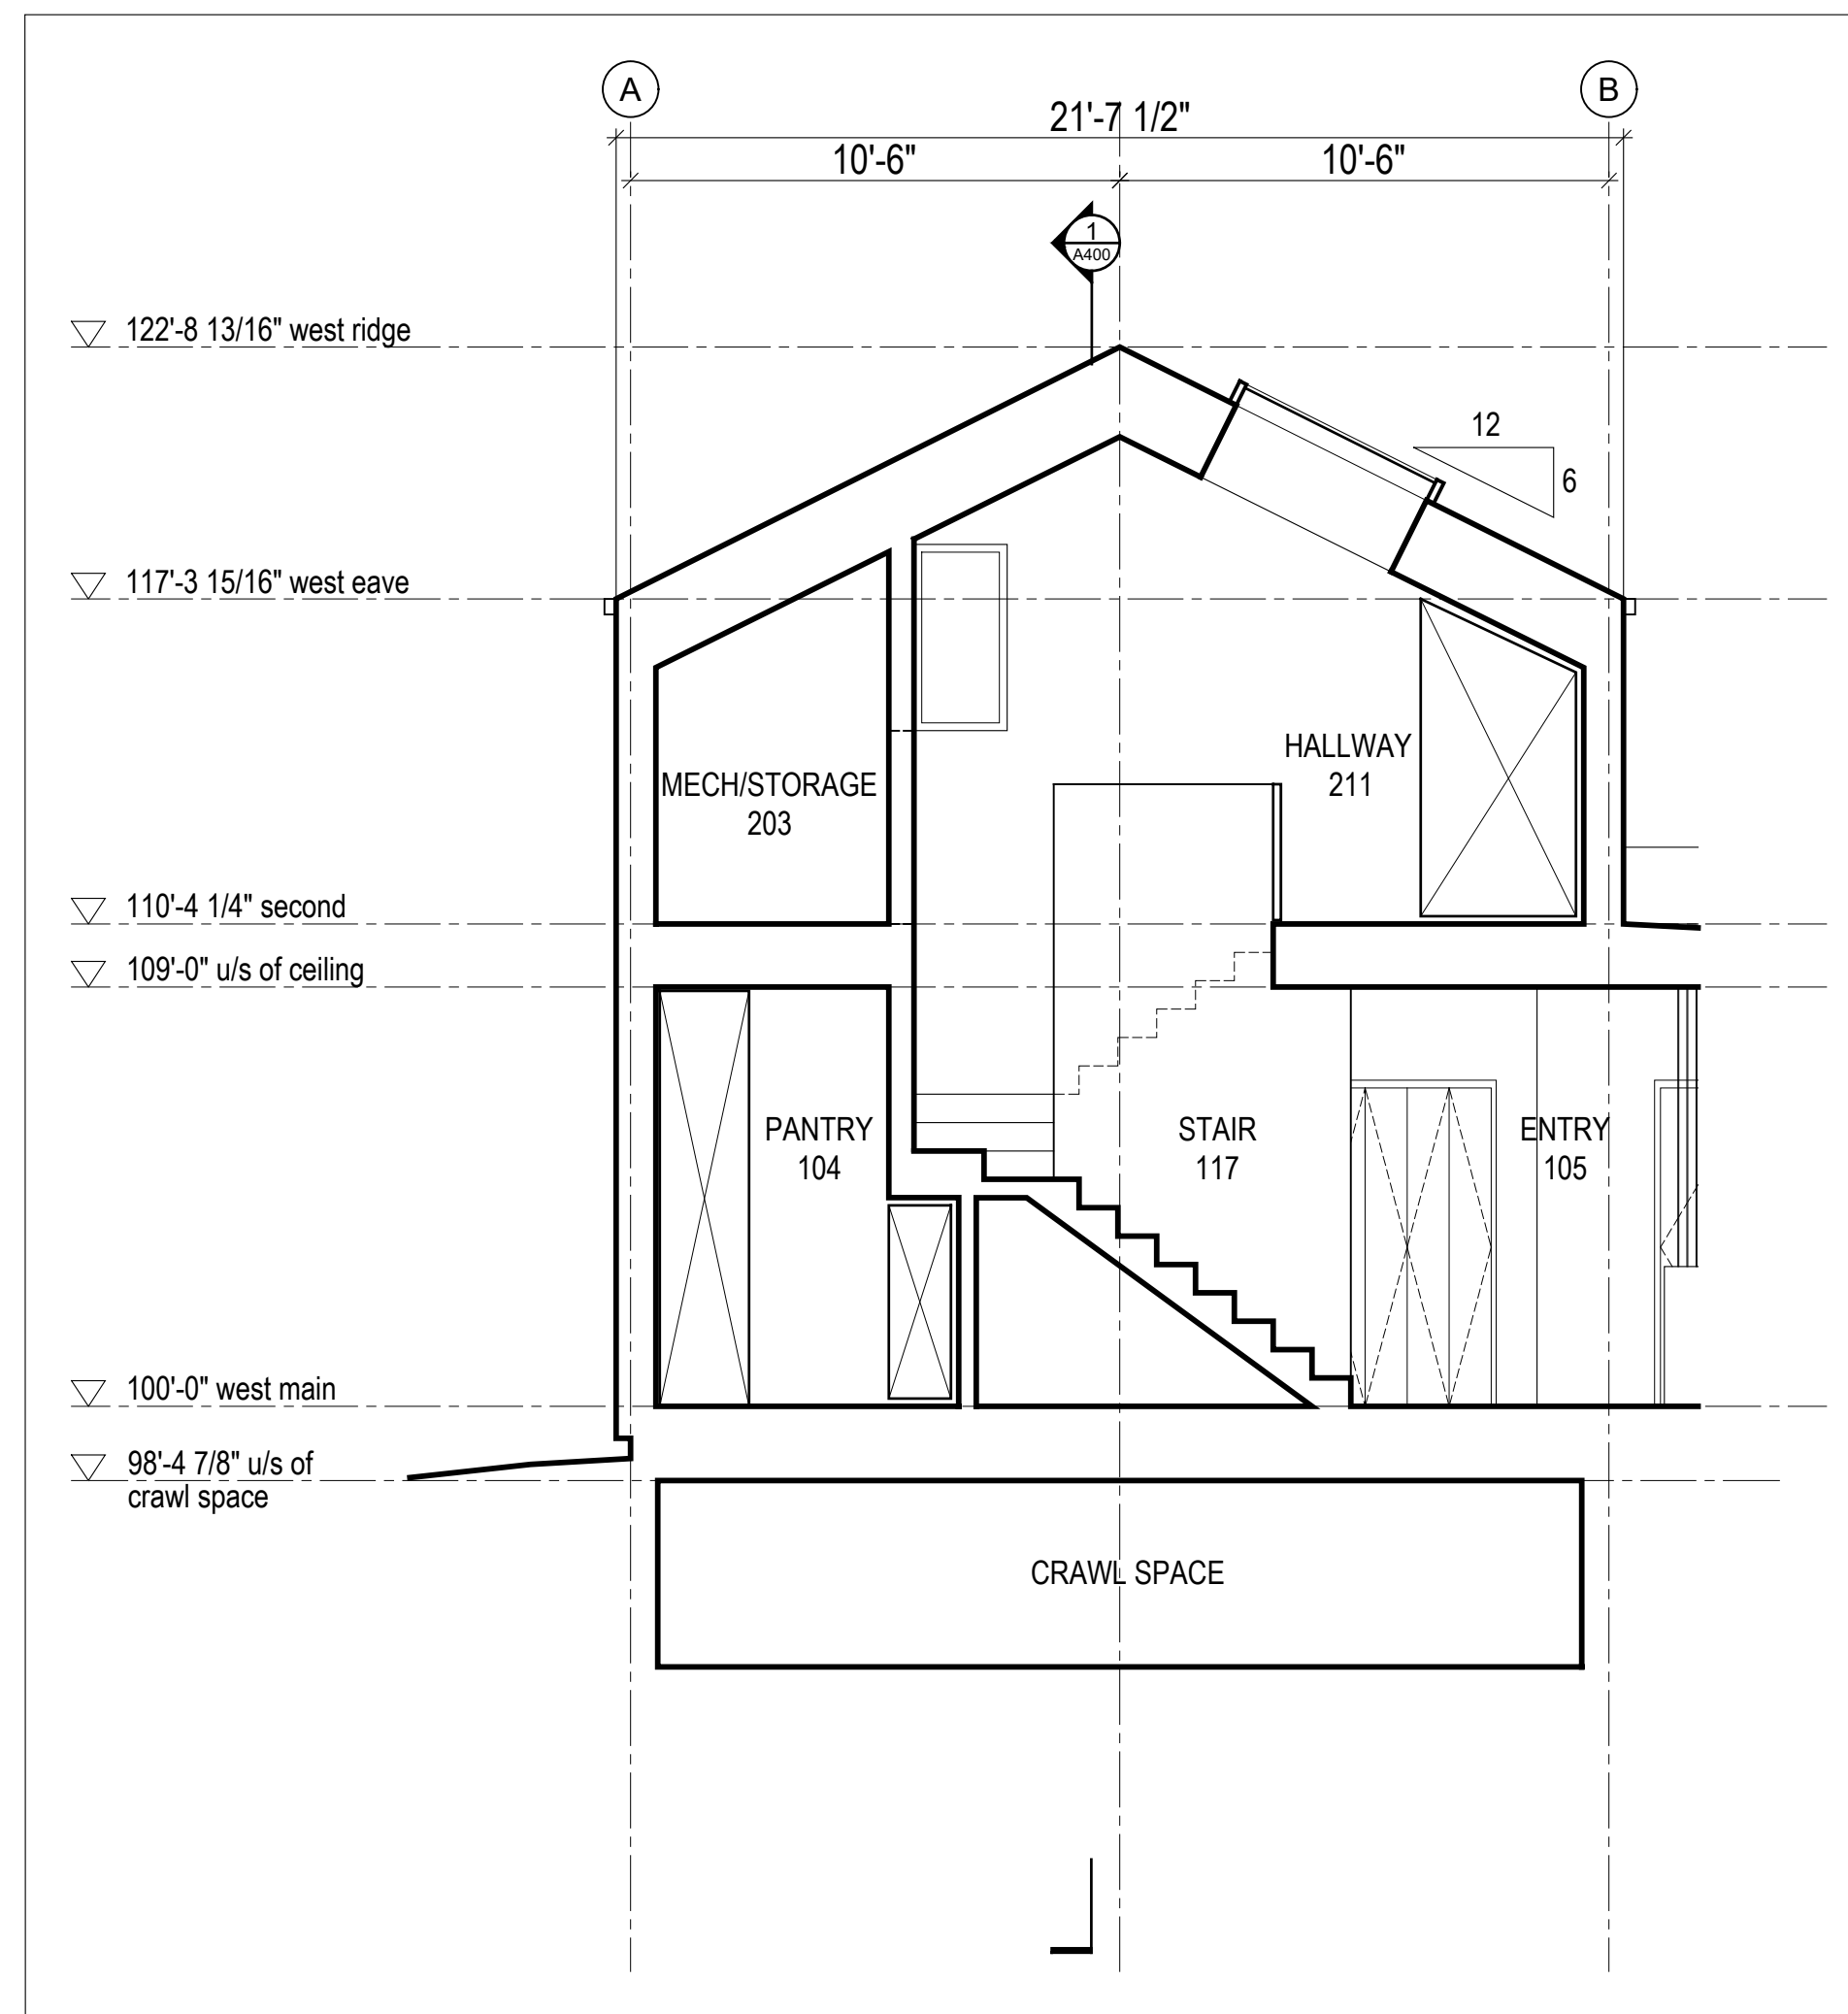 A
B
21'-7 1/2"
10'-6"
10'-6"
1
A400
122'-8 13/16" west ridge
12
6
117'-3 15/16" west eave
HALLWAY
211
MECH/STORAGE
203
110'-4 1/4" second
109'-0" u/s of ceiling
PANTRY
104
STAIR
117
ENTRY
105
100'-0" west main
98'-4 7/8" u/s of
crawl space
CRAWL SPACE